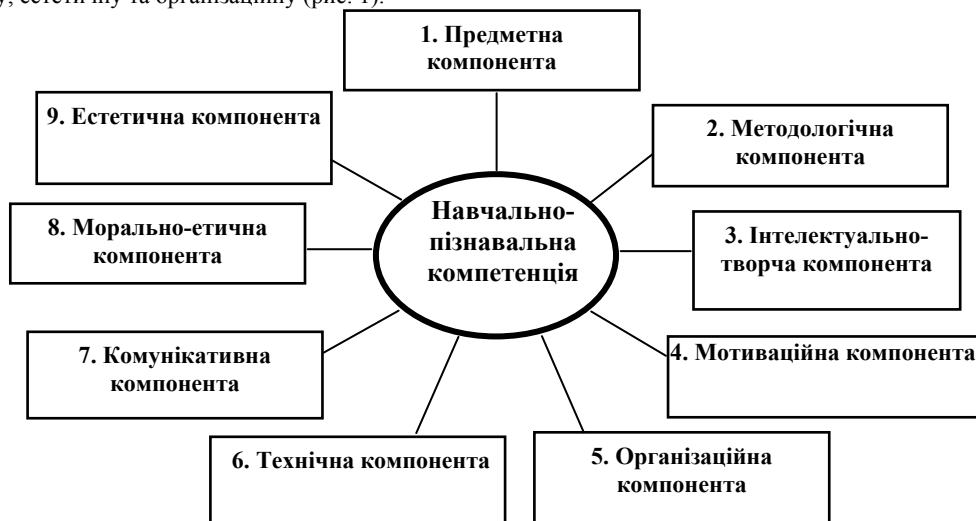 у, естетичну та організаційну (рис. 1).
1. Предметна
компонента
9. Естетична компонента
2. Методологічна
компонента
Навчально-
пізнавальна
компетенція
8. Морально-етична
компонента
3. Інтелектуально-
творча компонента
7. Комунікативна
компонента
4. Мотиваційна компонента
6. Технічна компонента
5. Організаційна
компонента